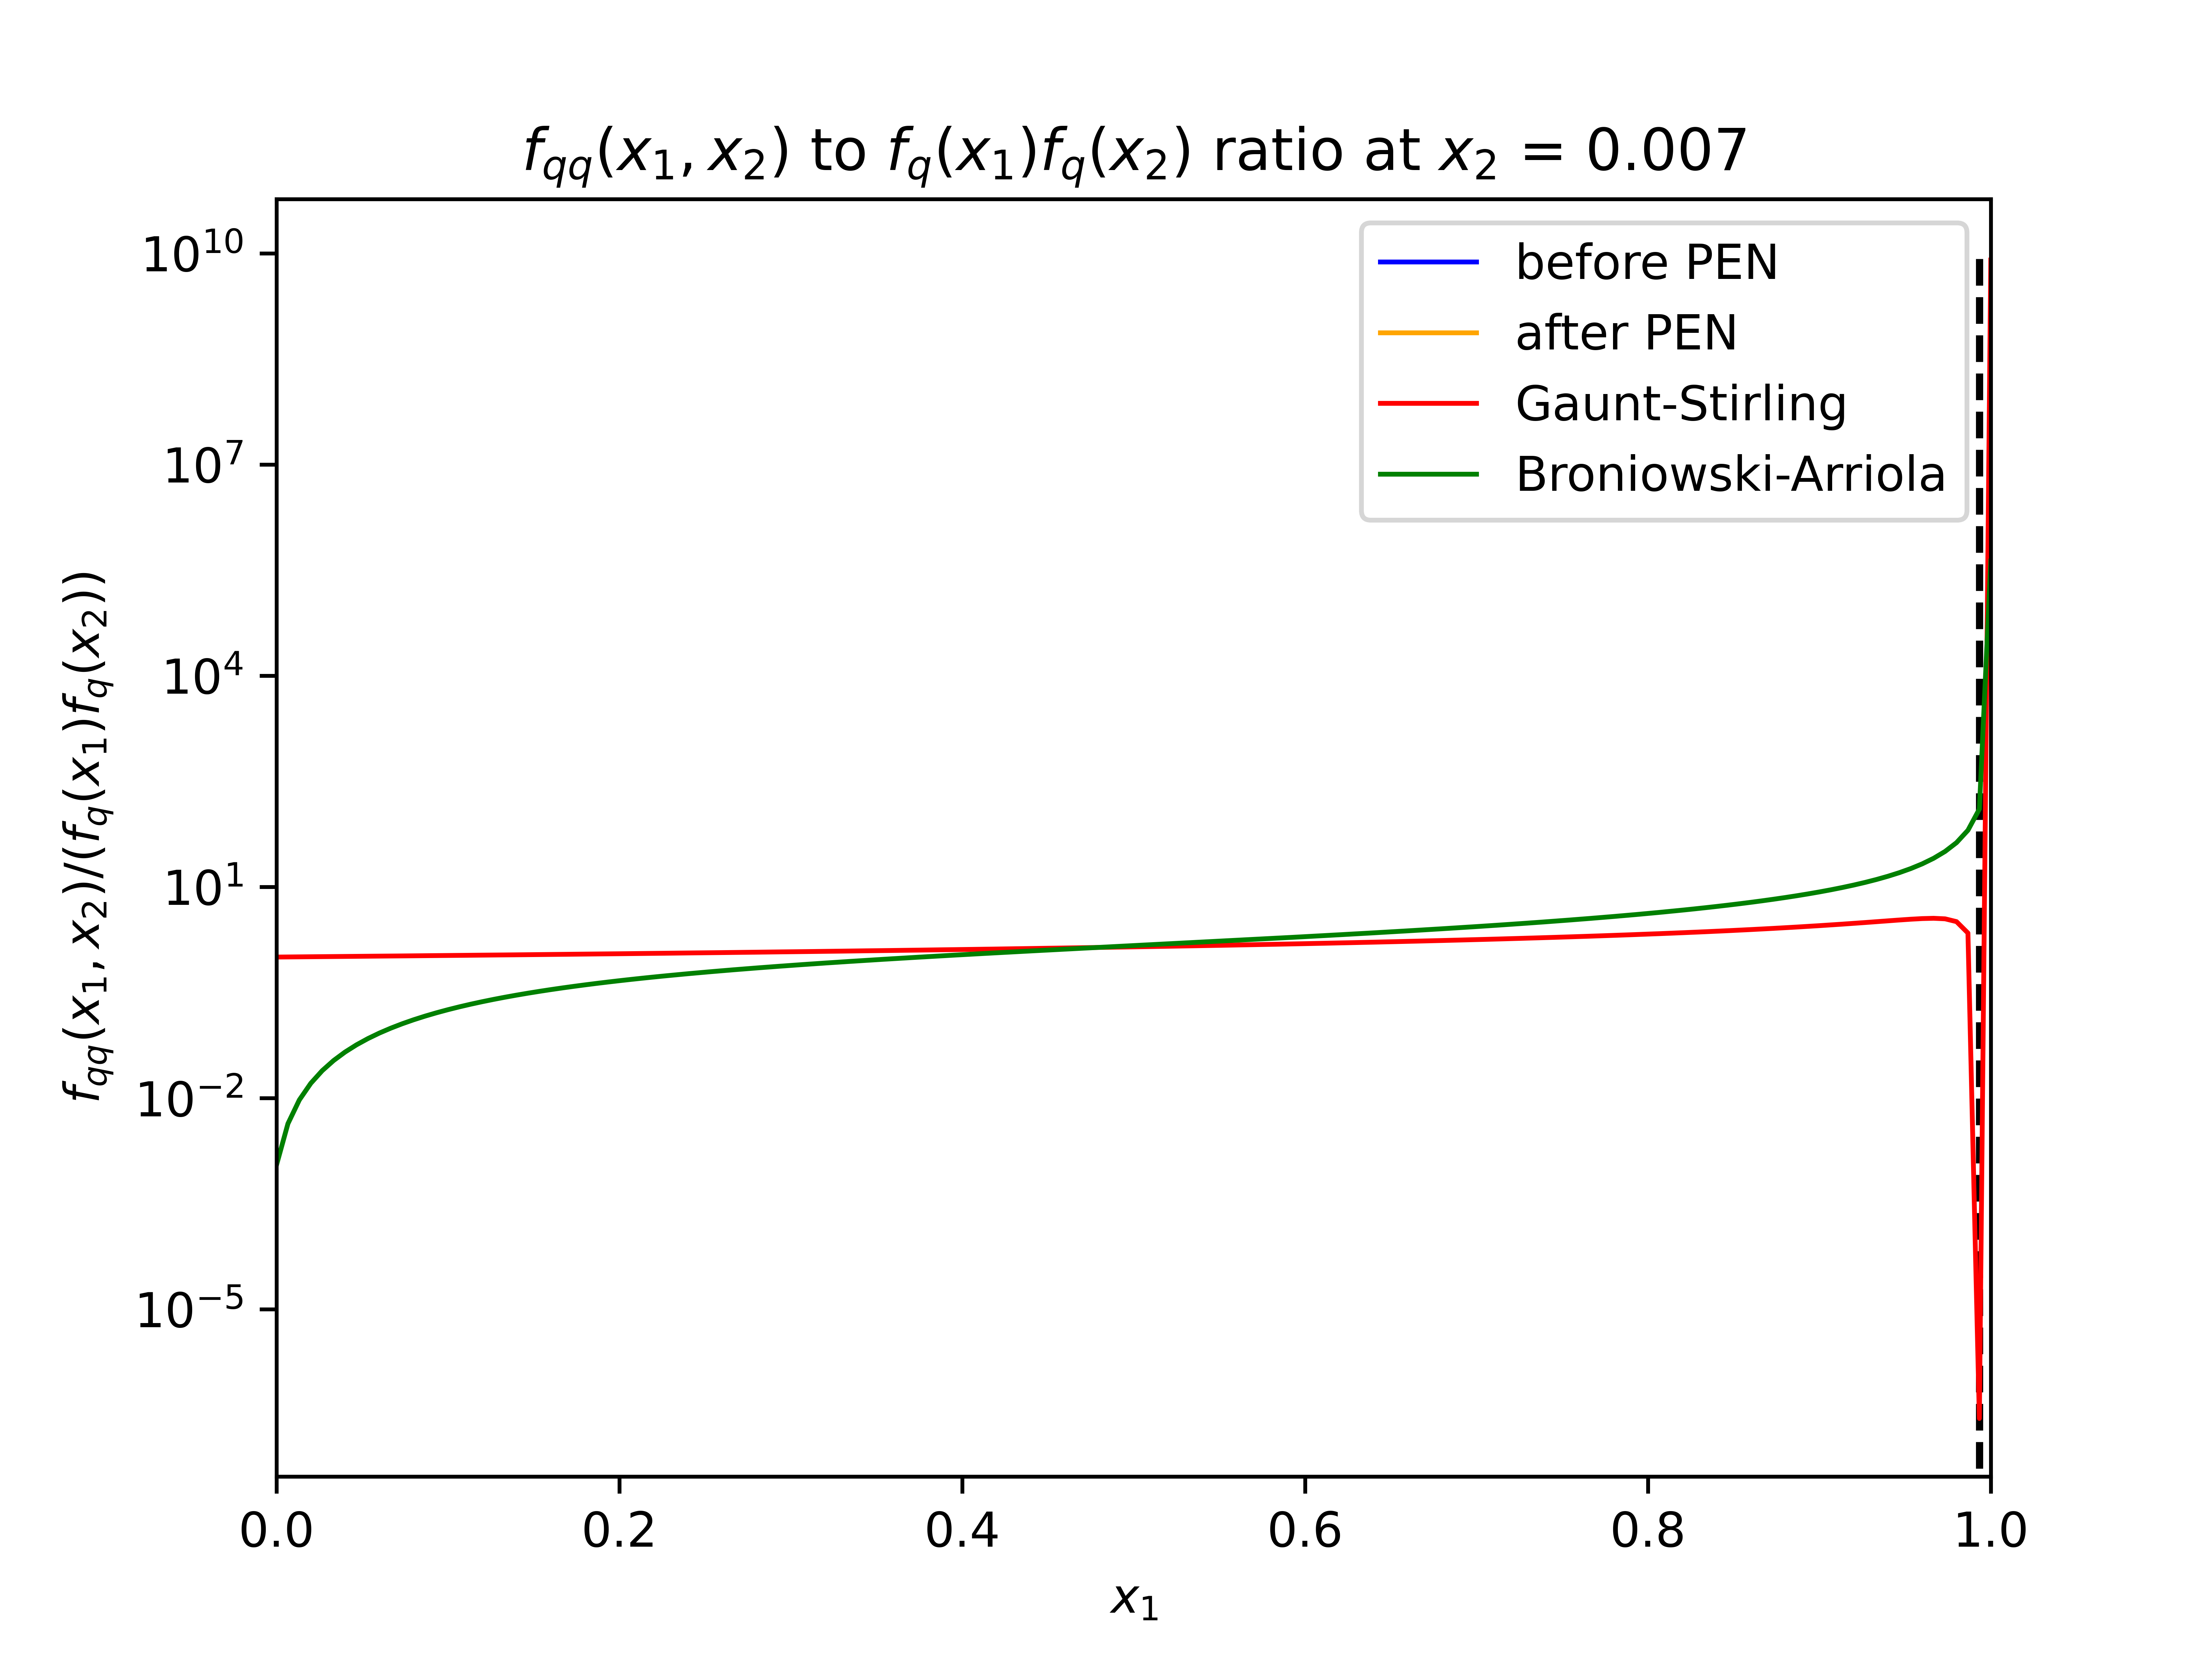 f_qq(x_1, x_2) to f_q(x_1)f_q(x_2) ratio at x_2 = 0.007
f_qq(x_1, x_2)/(f_q(x_1)f_q(x_2))
10^10
10^7
10^4
10^1
10^−2
10^−5
before PEN
after PEN
Gaunt-Stirling
Broniowski-Arriola
0.0 0.2 0.4 0.6 0.8 1.0
x_1